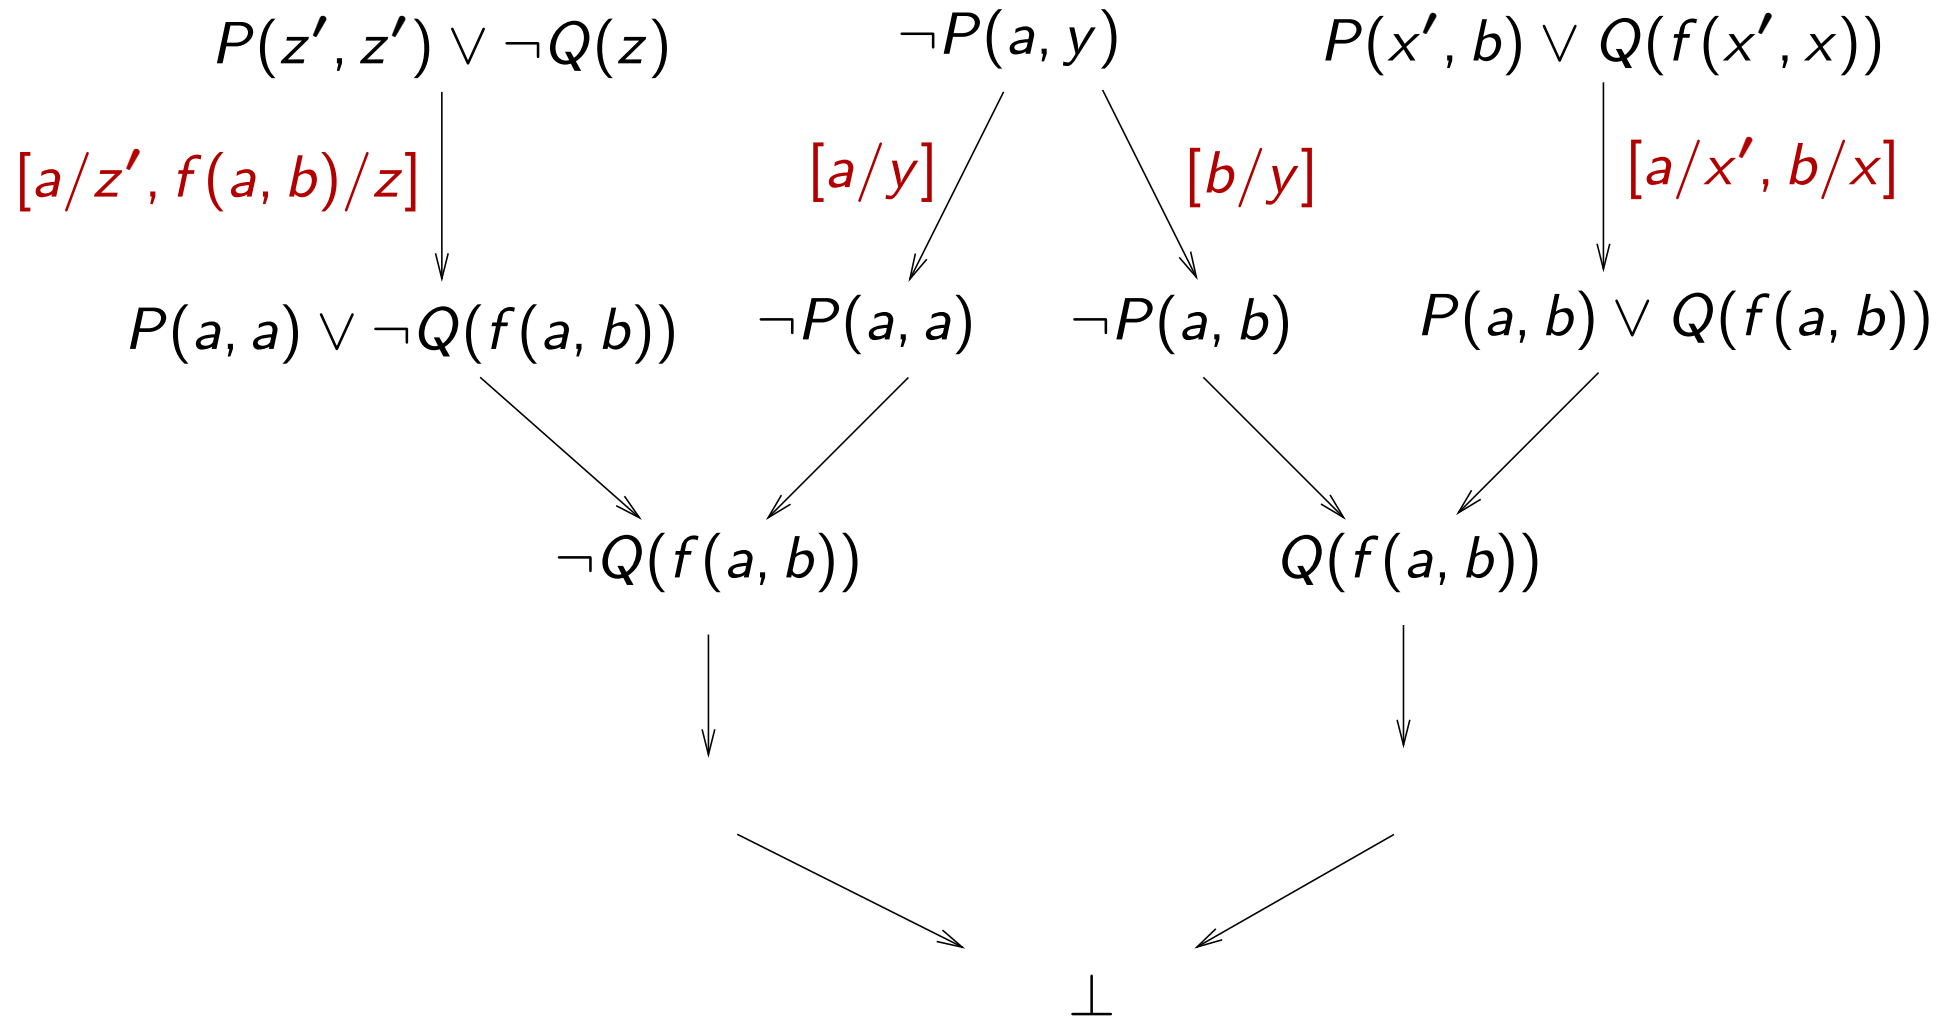 P(z′, z′) ∨ ¬Q(z) ¬P(a, y) P(x′, b) ∨ Q(f(x′, x))
[a/z′, f(a, b)/z] [a/y] [b/y] [a/x′, b/x]
P(a, a) ∨ ¬Q(f(a, b)) ¬P(a, a) ¬P(a, b) P(a, b) ∨ Q(f(a, b))
¬Q(f(a, b)) Q(f(a, b))
⊥